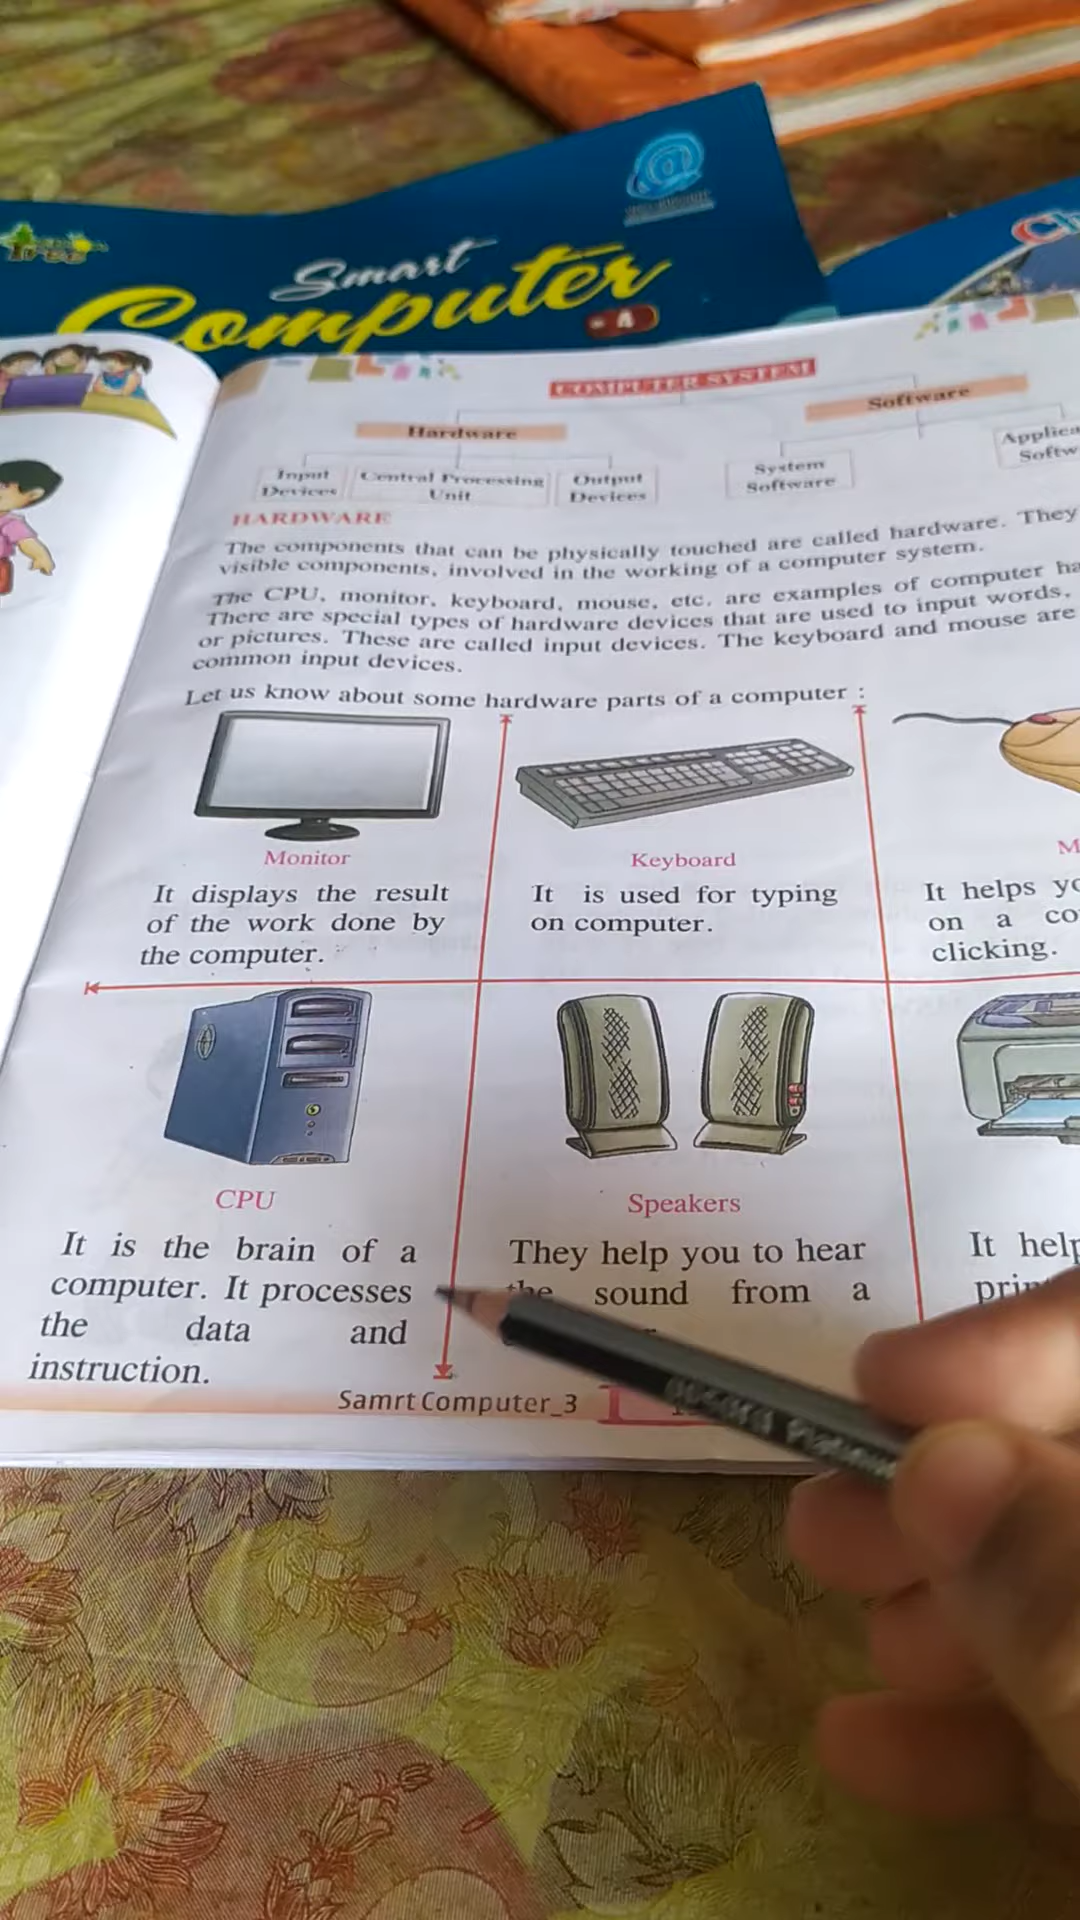 Smart
Computer
- 4
COMPUTER SYSTEM
Hardware
Software
Input
Devices
Central Processing
Unit
Output
Devices
System
Software
HARDWARE
The components that can be physically touched are called hardware. They
visible components, involved in the working of a computer system.
The CPU, monitor, keyboard, mouse, etc. are examples of computer
There are special types of hardware devices that are used to input words,
or pictures. These are called input devices. The keyboard and mouse are
common input devices.
Let us know about some hardware parts of a computer :
Monitor
It displays the result
of the work done by
the computer.
Keyboard
It is used for typing
on computer.
It helps
on a
clicking.
CPU
It is the brain of a
computer. It processes
the data and
instruction.
Speakers
They help you to hear
the sound from a
It
Samrt Computer_3